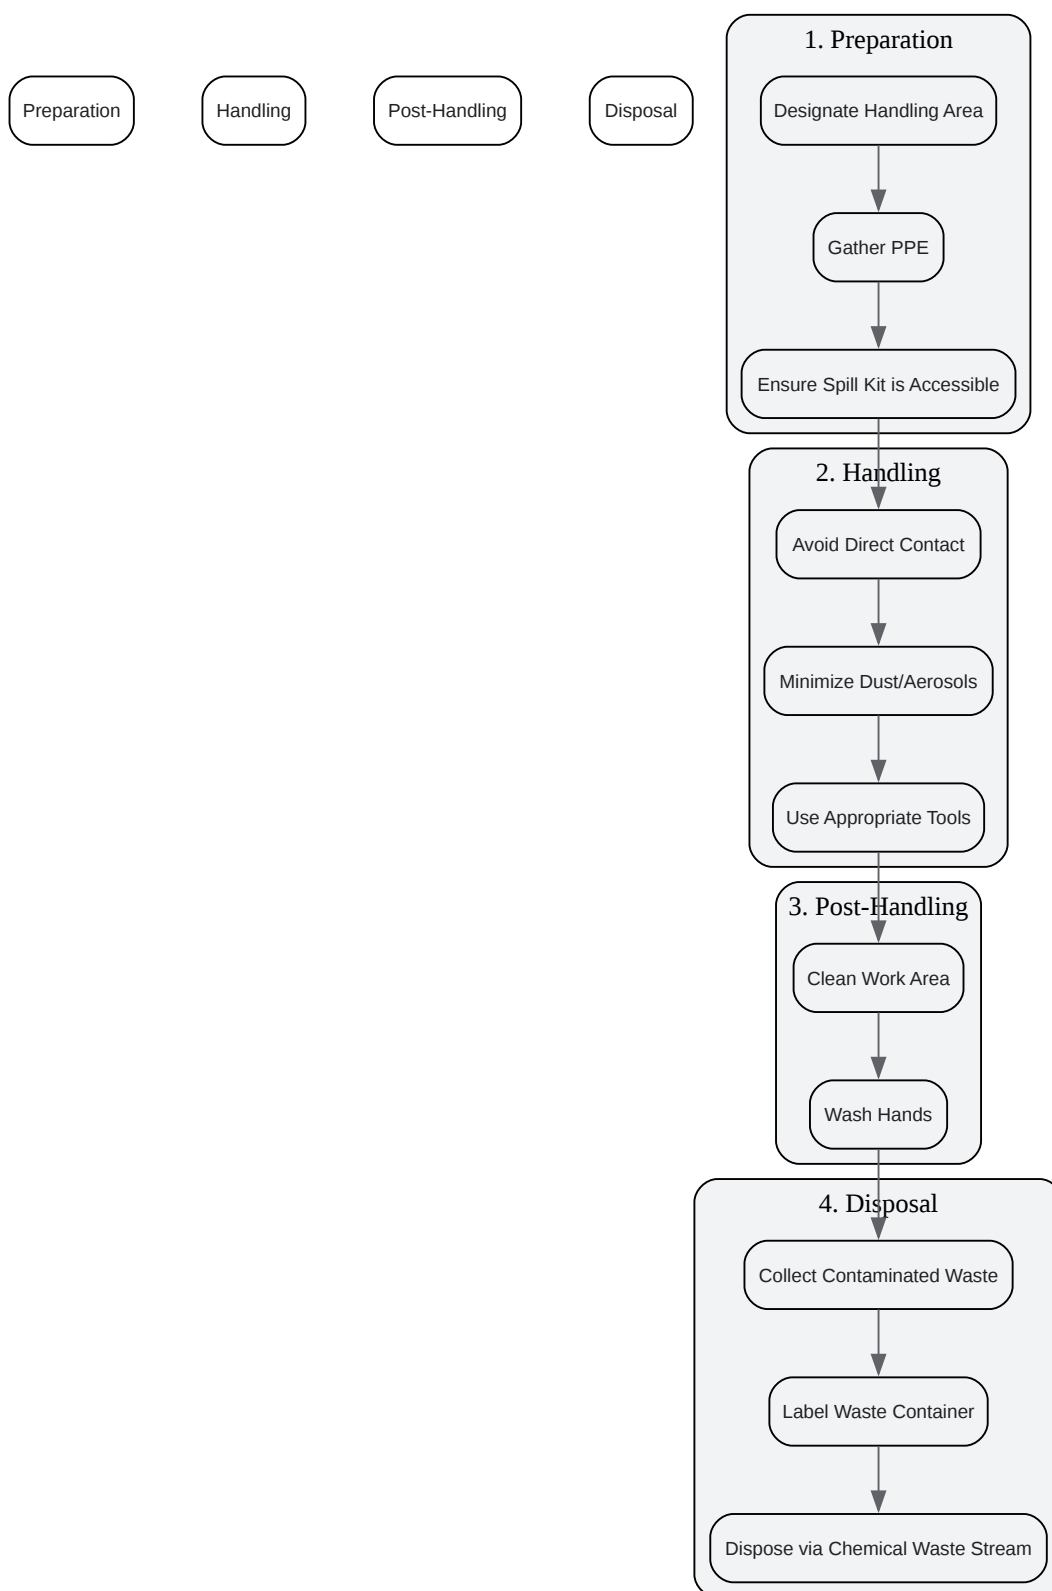 Preparation
Handling
Post-Handling
Disposal
1. Preparation
Designate Handling Area
Gather PPE
Ensure Spill Kit is Accessible
2. Handling
Avoid Direct Contact
Minimize Dust/Aerosols
Use Appropriate Tools
3. Post-Handling
Clean Work Area
Wash Hands
4. Disposal
Collect Contaminated Waste
Label Waste Container
Dispose via Chemical Waste Stream